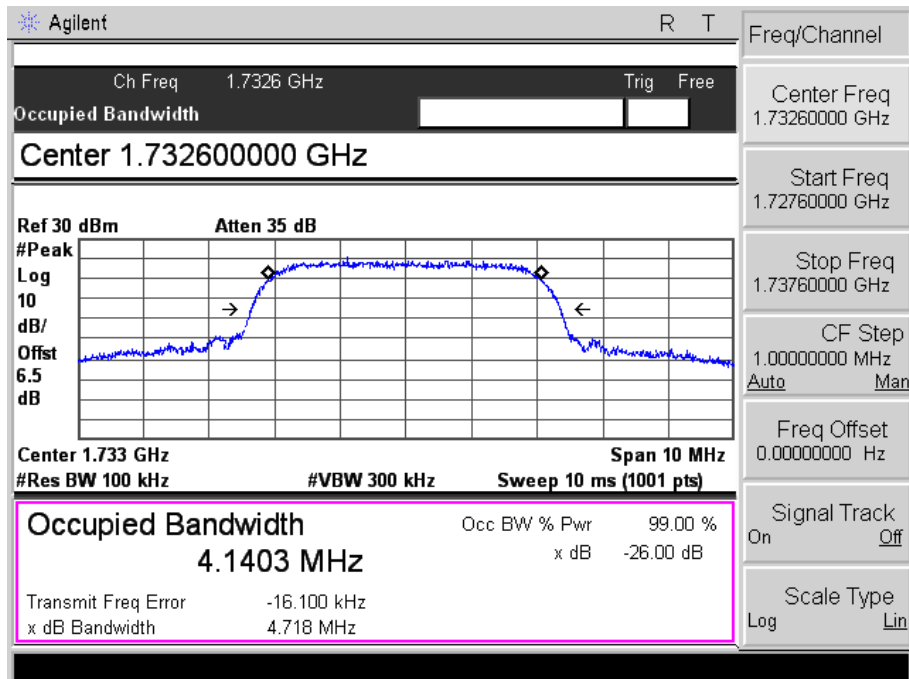 Agilent R T
Ch Freq 1.7326 GHz Trig Free
Occupied Bandwidth
Center 1.732600000 GHz
Ref 30 dBm Atten 35 dB
#Peak
Log
10
dB/
Offst
6.5
dB
Center 1.733 GHz Span 10 MHz
#Res BW 100 kHz #VBW 300 kHz Sweep 10 ms (1001 pts)
Occupied Bandwidth
4.1403 MHz
Occ BW % Pwr 99.00 %
x dB -26.00 dB
Transmit Freq Error -16.100 kHz
x dB Bandwidth 4.718 MHz
Freq/Channel
Center Freq
1.73260000 GHz
Start Freq
1.72760000 GHz
Stop Freq
1.73760000 GHz
CF Step
1.00000000 MHz
Auto Man
Freq Offset
0.00000000 Hz
Signal Track
On Off
Scale Type
Log Lin